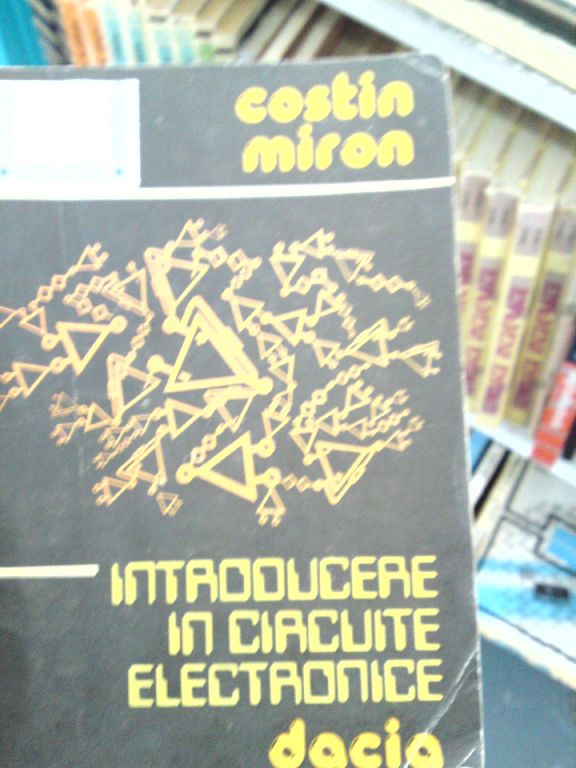 costin
miron
INTRODUCERE
IN CIRCUITE
ELECTRONICE
dacia